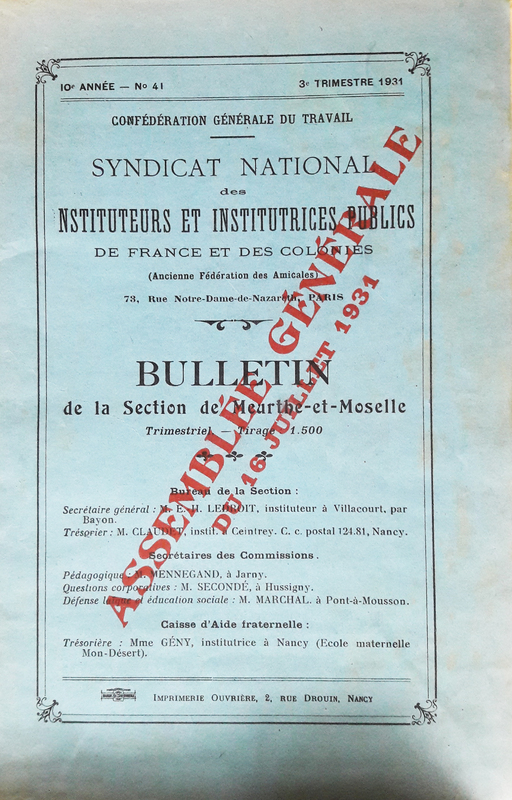 10e ANNÉE — No 41
3e TRIMESTRE 1931
CONFÉDÉRATION GÉNÉRALE DU TRAVAIL
SYNDICAT NATIONAL
des
NSTITUTEURS ET INSTITUTRICES PUBLICS
DE FRANCE ET DES COLONIES
(Ancienne Fédération des Amicales)
73, Rue Notre-Dame-de-Nazareth, PARIS
BULLETIN
de la Section de Meurthe-et-Moselle
Trimestriel — Tirage 1.500
Bureau de la Section :
Secrétaire général : M. E. H. LEDROIT, instituteur à Villacourt, par
Bayon.
Trésorier : M. CLAUDET, instit. à Ceintrey. C. c. postal 124.81, Nancy.
Secrétaires des Commissions.
Pédagogique : M. MENNEGAND, à Jarny.
Questions corporatives : M. SECONDÉ, à Hussigny.
Défense laïque et éducation sociale : M. MARCHAL, à Pont-à-Mousson.
Caisse d'Aide fraternelle :
Trésorière : Mme GÉNY, institutrice à Nancy (Ecole maternelle
Mon-Désert).
IMPRIMERIE OUVRIÈRE, 2, RUE DROUIN, NANCY
ASSEMBLÉE GÉNÉRALE
DU 16 JUILLET 1931